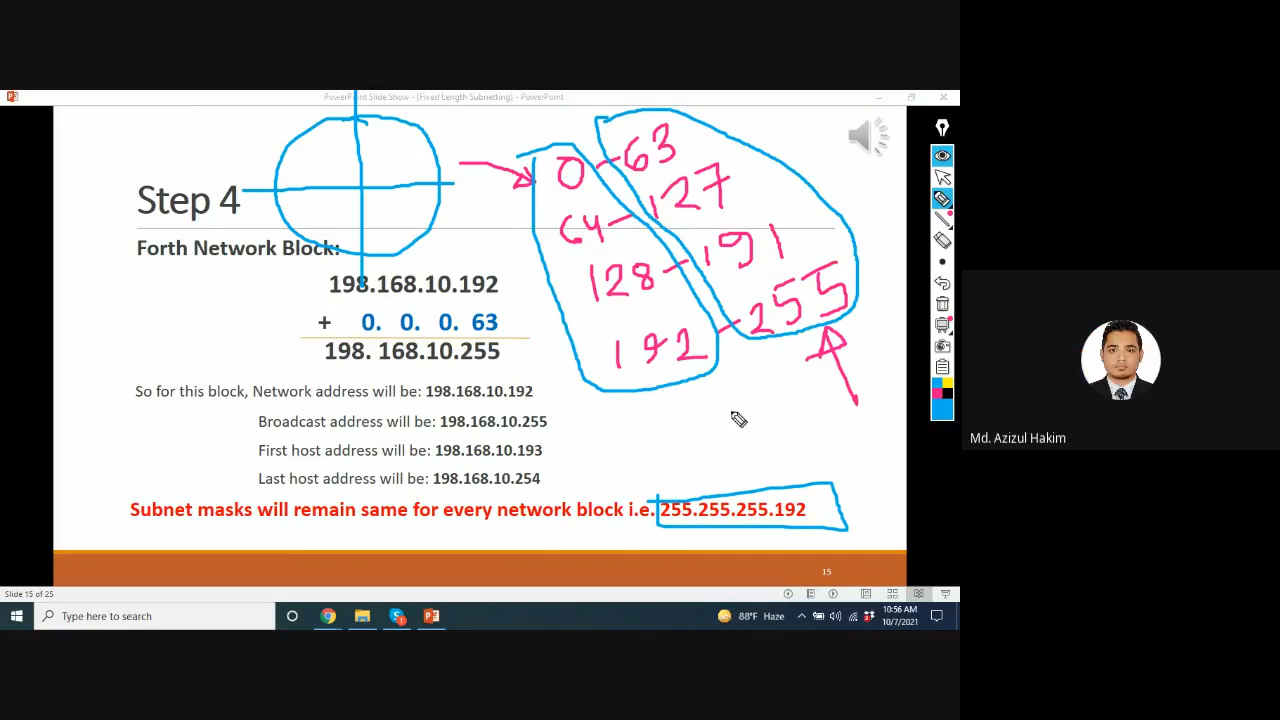 PowerPoint Slide Show - [Fixed Length Subnetting] - PowerPoint
Step 4
Forth Network Block:
198.168.10.192
+ 0. 0. 0. 63
198. 168.10.255
So for this block, Network address will be: 198.168.10.192
Broadcast address will be: 198.168.10.255
First host address will be: 198.168.10.193
Last host address will be: 198.168.10.254
Subnet masks will remain same for every network block i.e. 255.255.255.192
0 - 63
64 - 127
128 - 191
192 - 255
15
Slide 15 of 25
Type here to search
88°F Haze
10:56 AM
10/7/2021
Md. Azizul Hakim